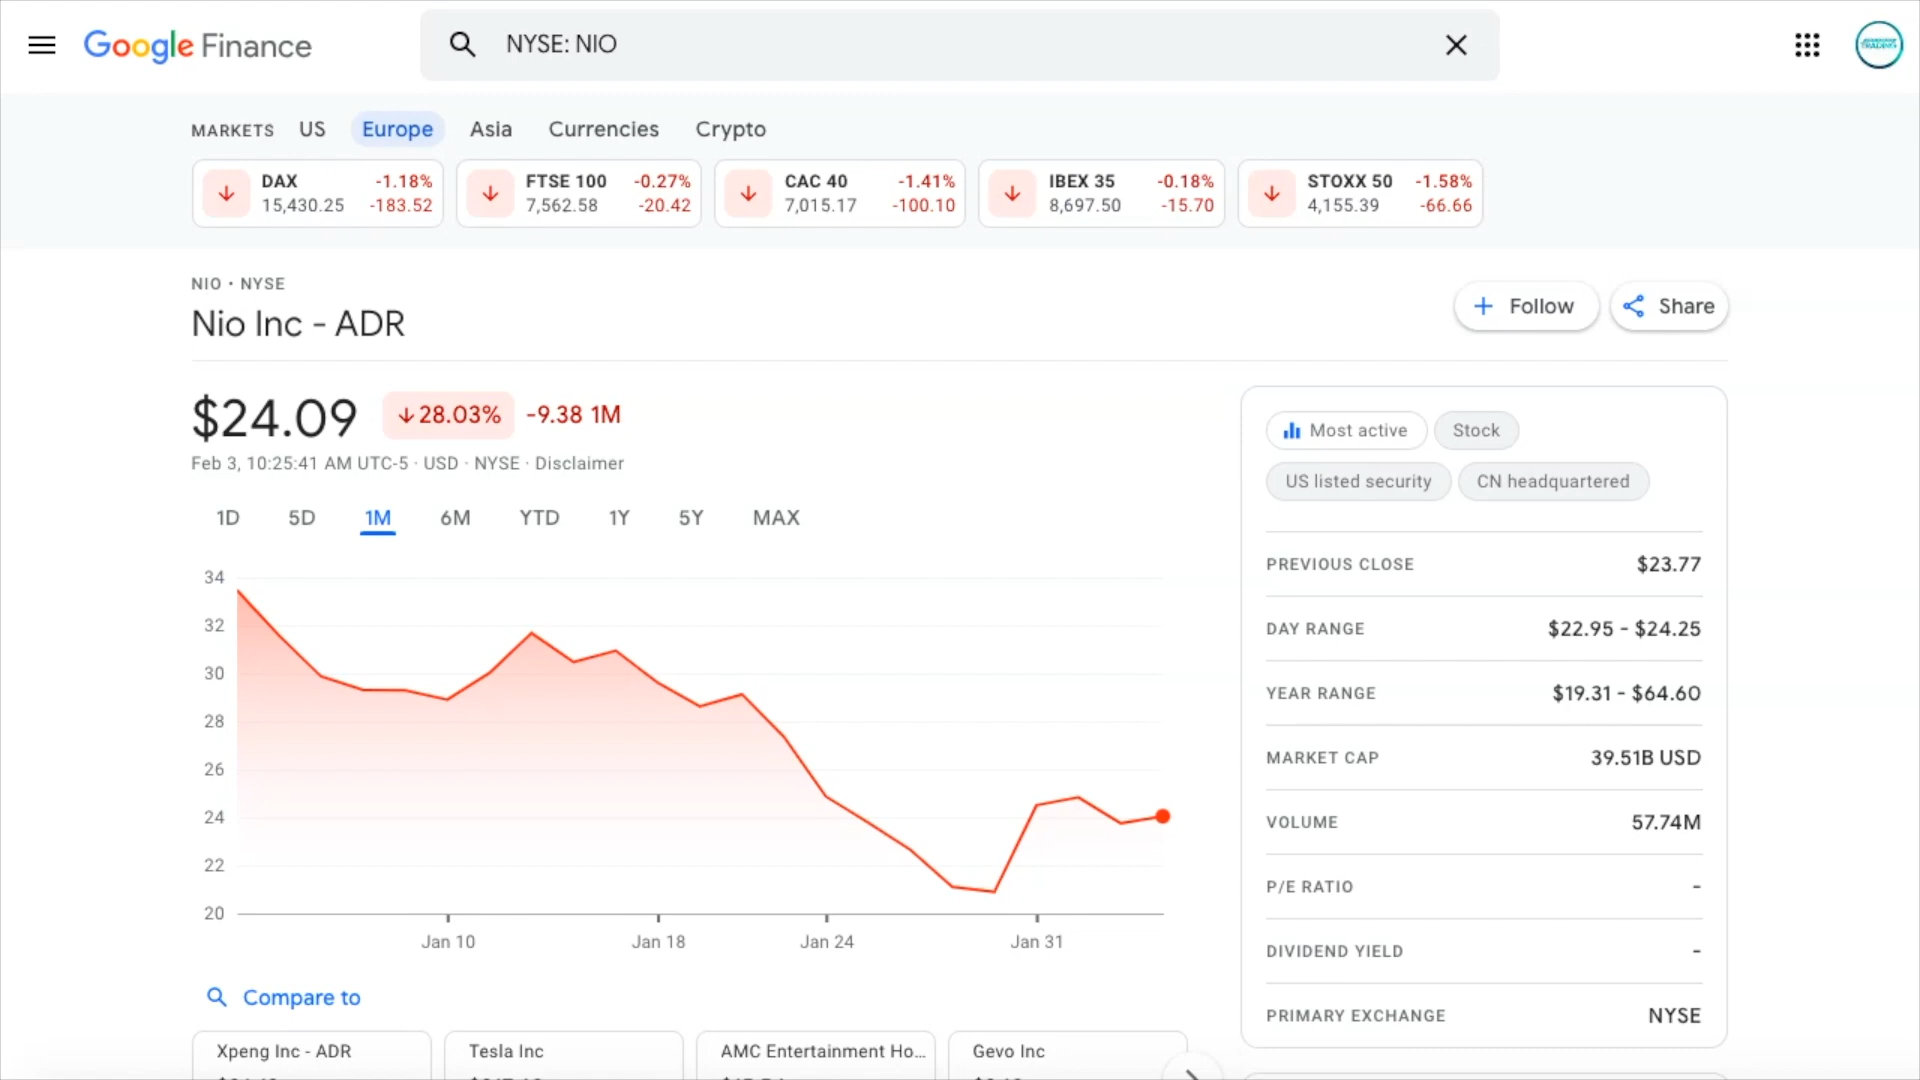 Google Finance
NYSE: NIO
TRADING
MARKETS US Europe Asia Currencies Crypto
DAX -1.18%
15,430.25 -183.52
FTSE 100 -0.27%
7,562.58 -20.42
CAC 40 -1.41%
7,015.17 -100.10
IBEX 35 -0.18%
8,697.50 -15.70
STOXX 50 -1.58%
4,155.39 -66.66
NIO • NYSE
Nio Inc - ADR
Follow
Share
$24.09 ↓28.03% -9.38 1M
Feb 3, 10:25:41 AM UTC-5 · USD · NYSE · Disclaimer
1D 5D 1M 6M YTD 1Y 5Y MAX
34
32
30
28
26
24
22
20
Jan 10 Jan 18 Jan 24 Jan 31
Compare to
Xpeng Inc - ADR
Tesla Inc
AMC Entertainment Ho...
Gevo Inc
Most active Stock
US listed security CN headquartered
PREVIOUS CLOSE $23.77
DAY RANGE $22.95 - $24.25
YEAR RANGE $19.31 - $64.60
MARKET CAP 39.51B USD
VOLUME 57.74M
P/E RATIO -
DIVIDEND YIELD -
PRIMARY EXCHANGE NYSE